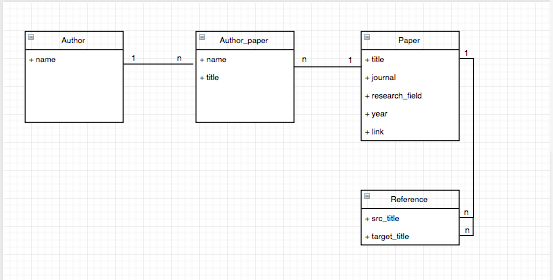 Author
+ name
1
n
Author_paper
+ name
+ title
n
1
Paper
+ title
+ journal
+ research_field
+ year
+ link
1
Reference
+ src_title
+ target_title
n
n